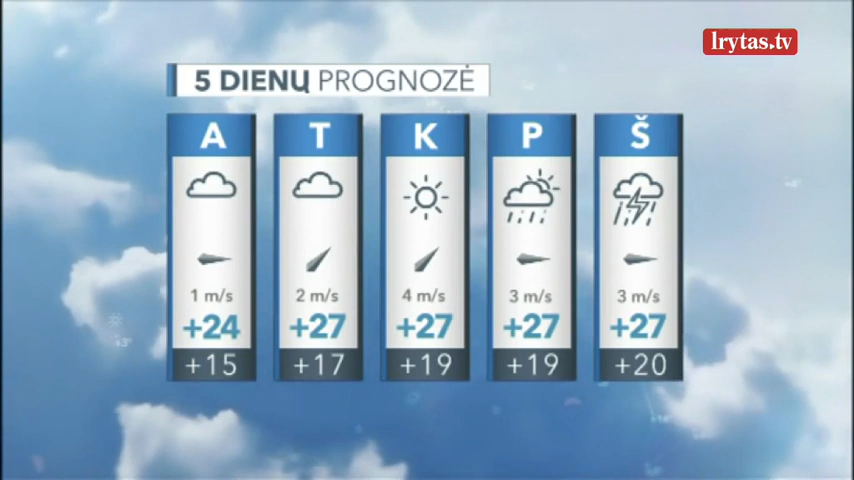 lrytas.tv
5 DIENŲ PROGNOZĖ
A T K P Š
1 m/s 2 m/s 4 m/s 3 m/s 3 m/s
+24 +27 +27 +27 +27
+15 +17 +19 +19 +20